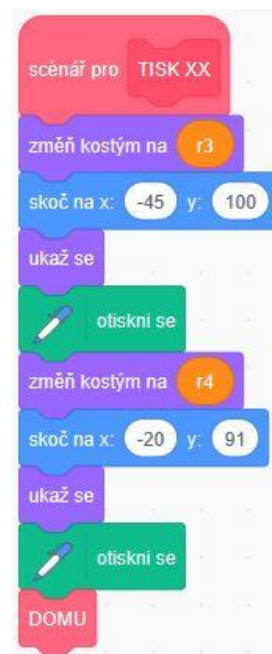 scénář pro TISK XX
změň kostým na r3
skoč na x: -45 y: 100
ukaž se
otiskni se
změň kostým na r4
skoč na x: -20 y: 91
ukaž se
otiskni se
DOMU